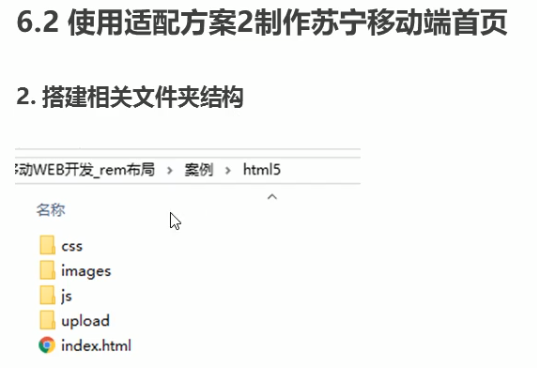 6.2 使用适配方案2制作苏宁移动端首页
2. 搭建相关文件夹结构
移动WEB开发_rem布局 › 案例 › html5
名称
css
images
js
upload
index.html